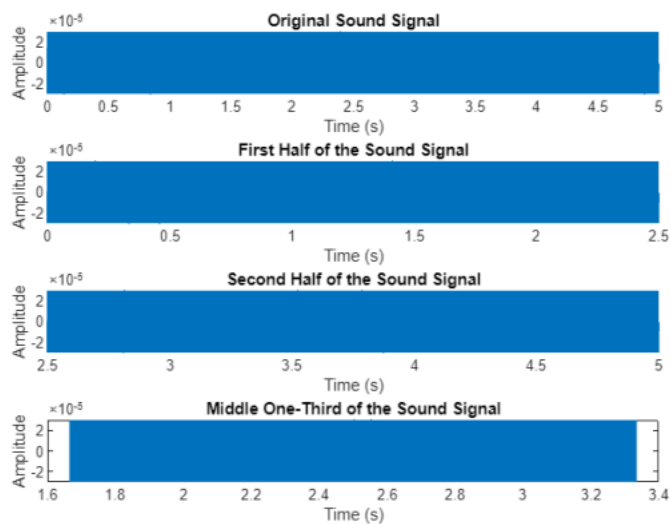 Original Sound Signal
×10⁻⁵
2
0
-2
Amplitude
0 0.5 1 1.5 2 2.5 3 3.5 4 4.5 5
Time (s)
First Half of the Sound Signal
×10⁻⁵
2
0
-2
Amplitude
0 0.5 1 1.5 2 2.5
Time (s)
Second Half of the Sound Signal
×10⁻⁵
2
0
-2
Amplitude
2.5 3 3.5 4 4.5 5
Time (s)
Middle One-Third of the Sound Signal
×10⁻⁵
2
0
-2
Amplitude
1.6 1.8 2 2.2 2.4 2.6 2.8 3 3.2 3.4
Time (s)